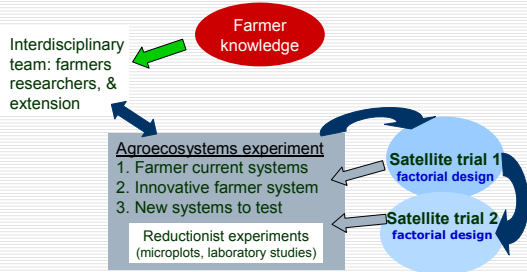 Farmer
knowledge
Interdisciplinary
team: farmers
researchers, &
extension
Agroecosystems experiment
1. Farmer current systems
2. Innovative farmer system
3. New systems to test
Reductionist experiments
(microplots, laboratory studies)
Satellite trial 1
factorial design
Satellite trial 2
factorial design